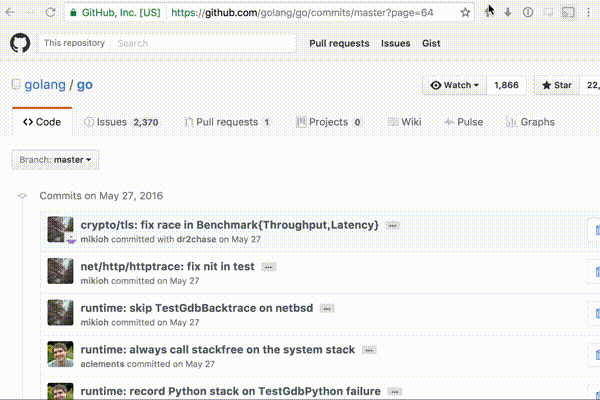 GitHub, Inc. [US] https://github.com/golang/go/commits/master?page=64
This repository Search Pull requests Issues Gist
golang / go Watch 1,866 Star 22,
Code Issues 2,370 Pull requests 1 Projects 0 Wiki Pulse Graphs
Branch: master
Commits on May 27, 2016
crypto/tls: fix race in Benchmark{Throughput,Latency} ...
mikioh committed with dr2chase on May 27
net/http/httptrace: fix nit in test ...
mikioh committed on May 27
runtime: skip TestGdbBacktrace on netbsd ...
mikioh committed on May 27
runtime: always call stackfree on the system stack ...
aclements committed on May 27
runtime: record Python stack on TestGdbPython failure ...